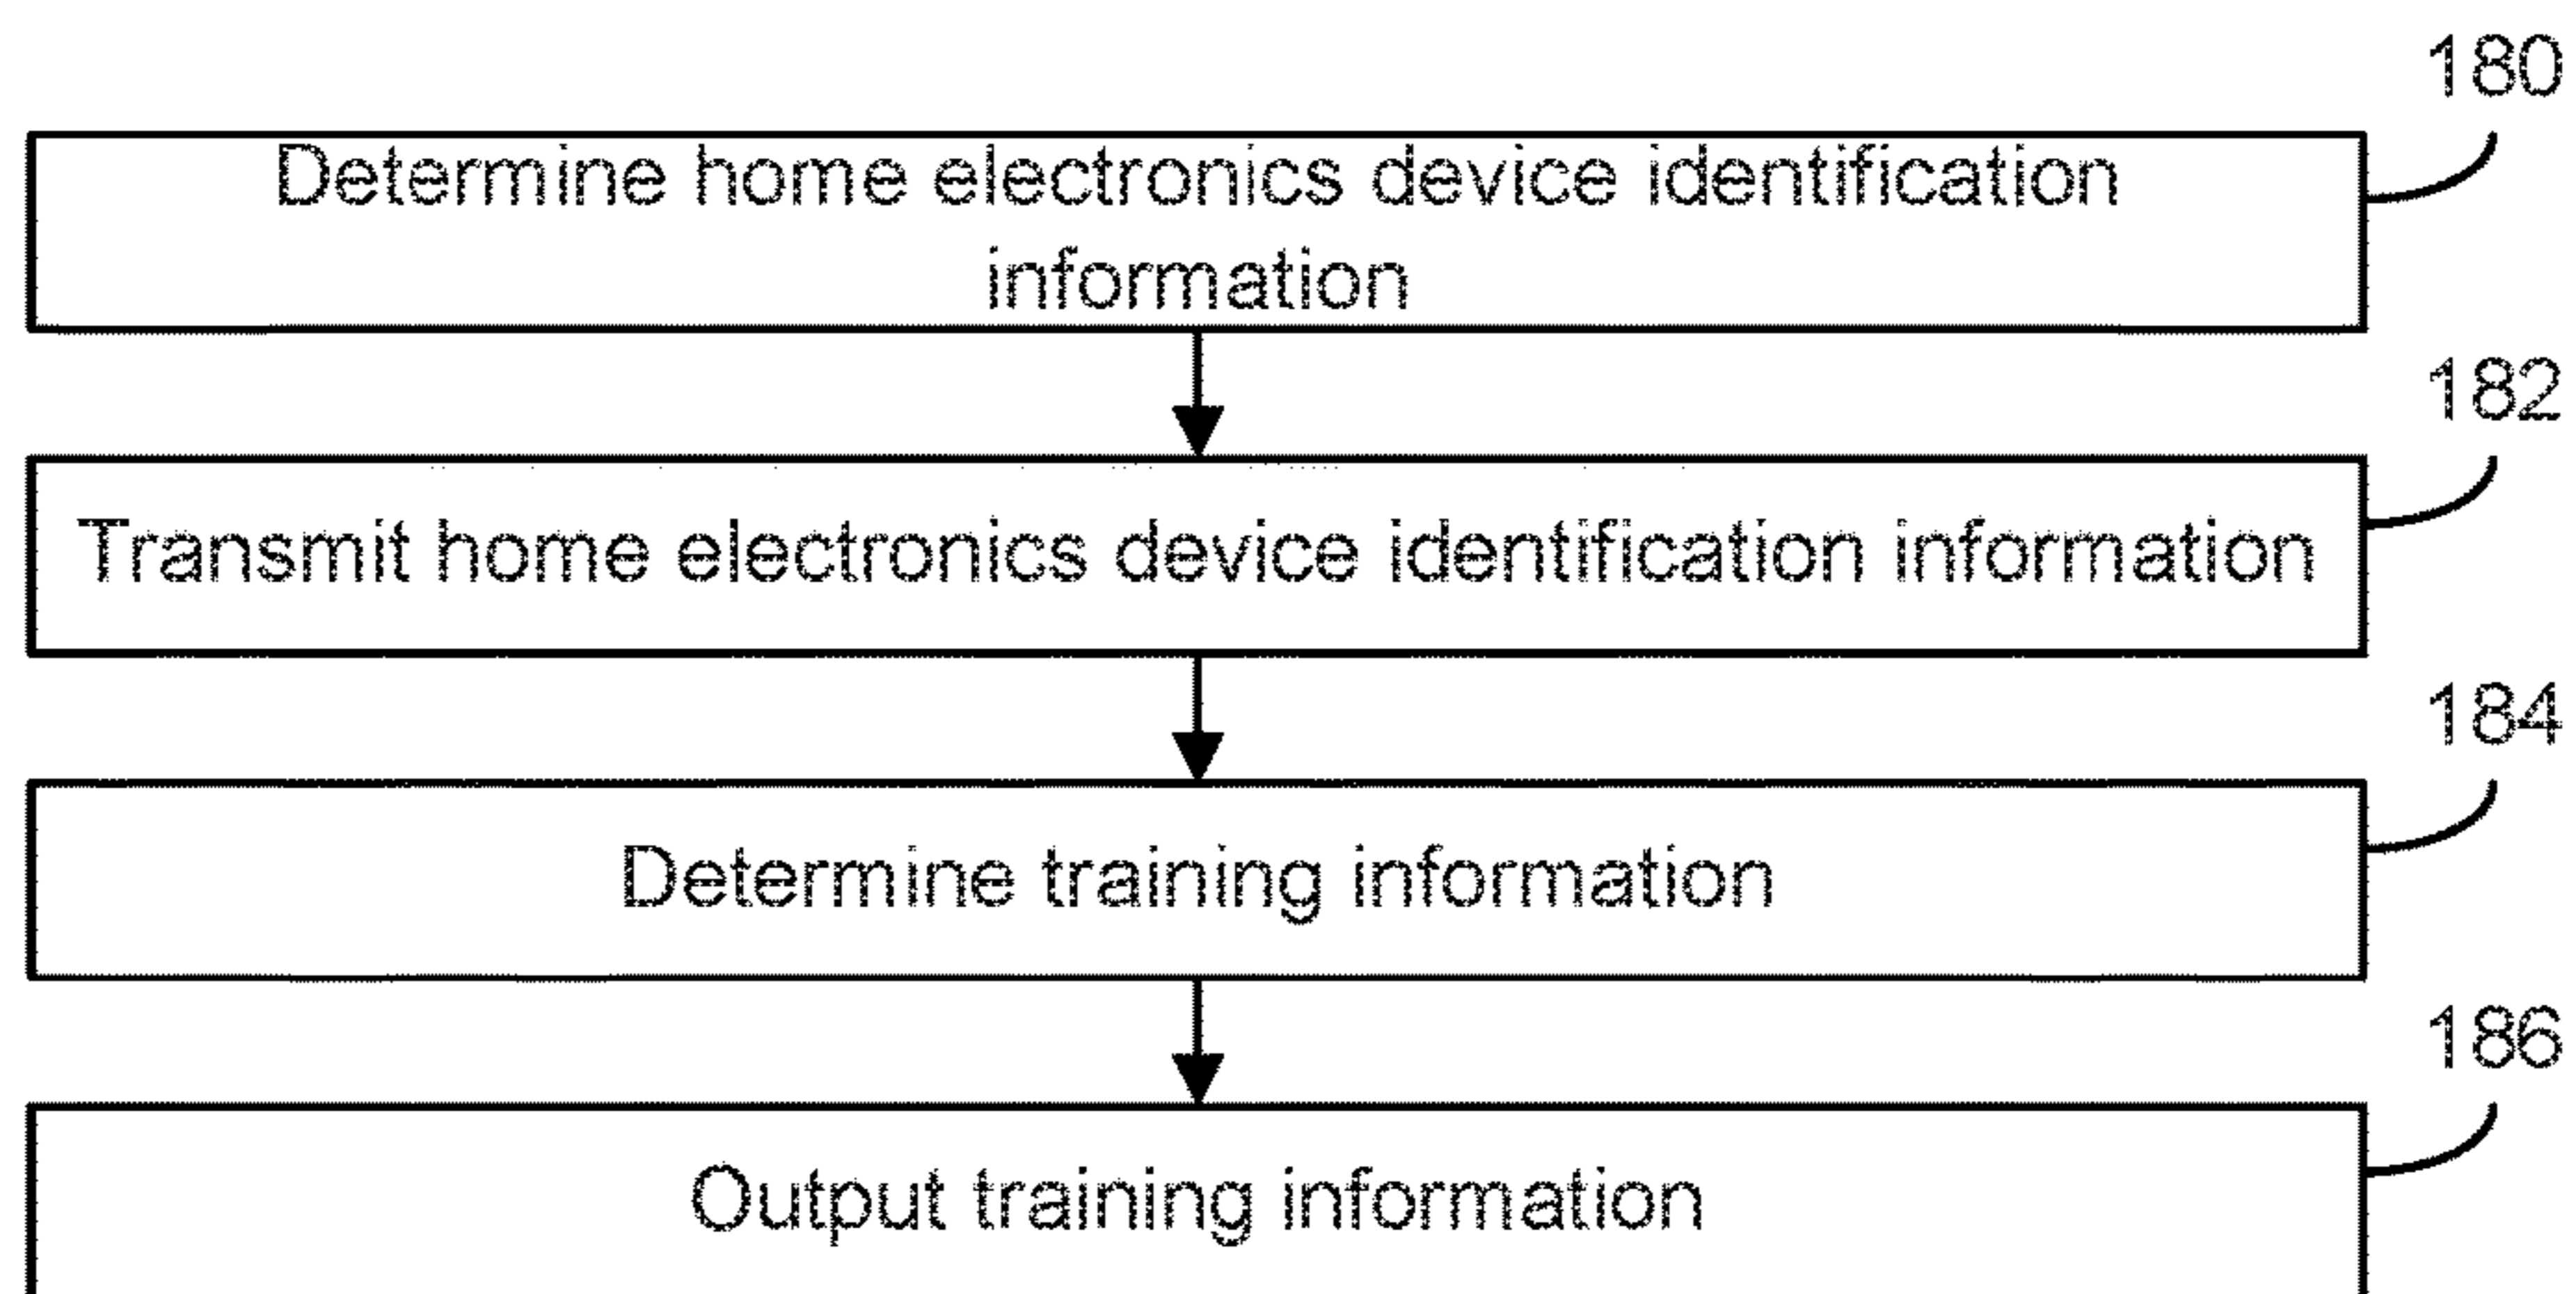 180
Determine home electronics device identification
information
182
Transmit home electronics device identification information
184
Determine training information
186
Output training information